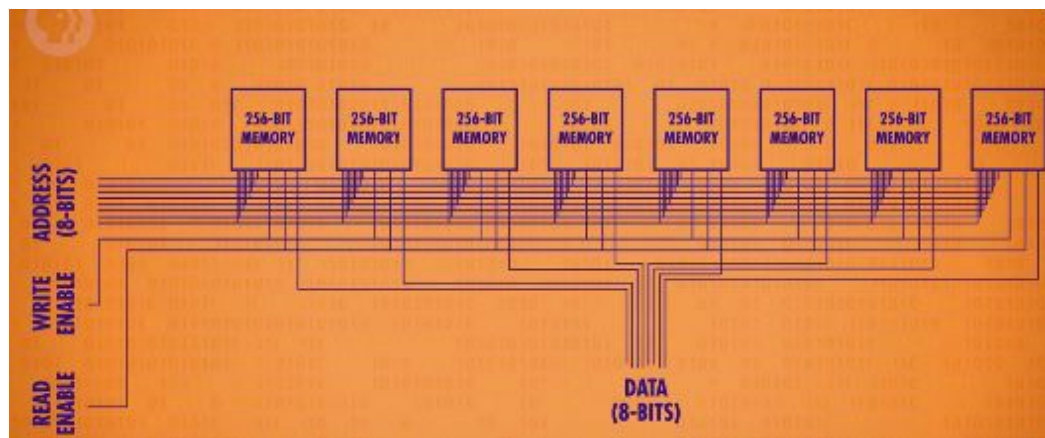 256-BIT
MEMORY
256-BIT
MEMORY
256-BIT
MEMORY
256-BIT
MEMORY
256-BIT
MEMORY
256-BIT
MEMORY
256-BIT
MEMORY
256-BIT
MEMORY
ADDRESS
(8-BITS)
WRITE
ENABLE
READ
ENABLE
DATA
(8-BITS)